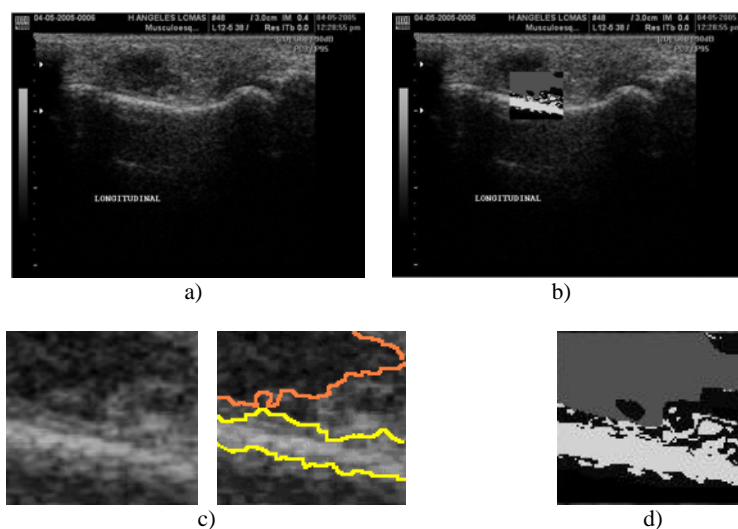 04-05-2005-0006 H ANGELES LOMAS #48 / 3.0cm IM 0.4 04-05-2005
Musculoesq... L12-5 38 / Res ITb 0.0 12:28:55 pm
LONGITUDINAL
a)
04-05-2005-0006 H ANGELES LOMAS #48 / 3.0cm IM 0.4 04-05-2005
Musculoesq... L12-5 38 / Res ITb 0.0 12:28:55 pm
LONGITUDINAL
b)
c)
d)